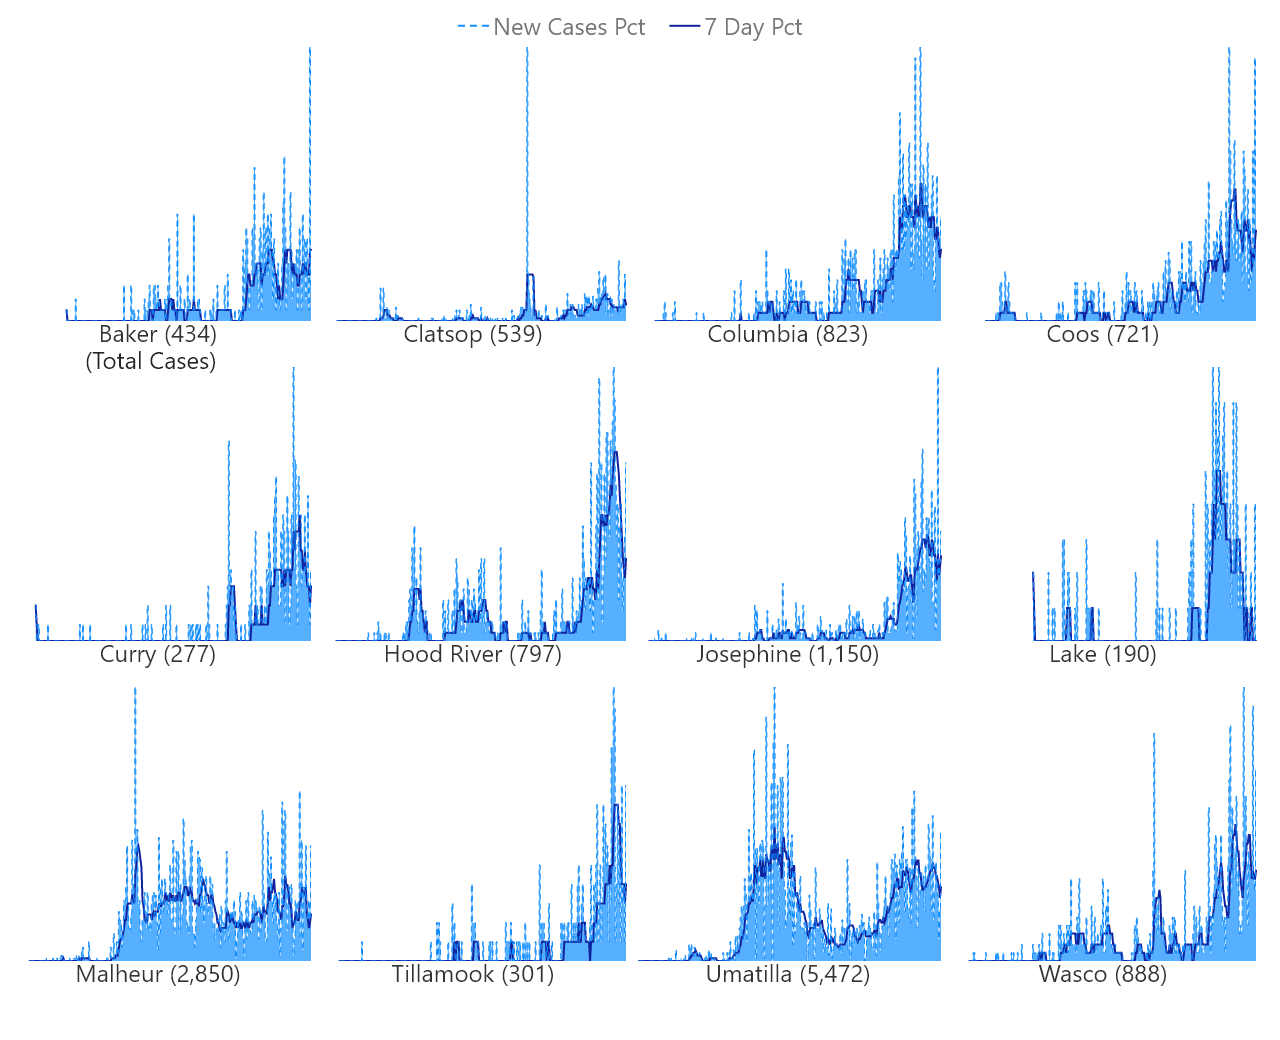 New Cases Pct 7 Day Pct
Baker (434)
(Total Cases)
Clatsop (539)
Columbia (823)
Coos (721)
Curry (277)
Hood River (797)
Josephine (1,150)
Lake (190)
Malheur (2,850)
Tillamook (301)
Umatilla (5,472)
Wasco (888)